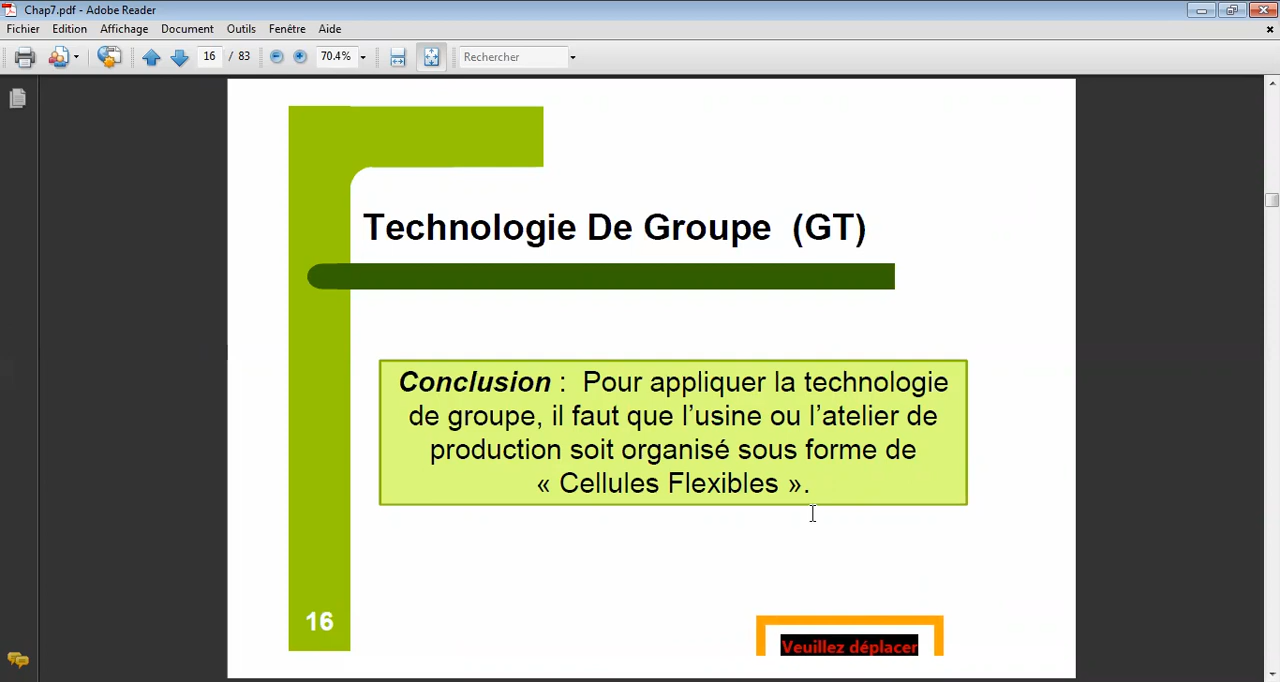 Chap7.pdf - Adobe Reader
Fichier Edition Affichage Document Outils Fenêtre Aide
16 / 83 70.4% Rechercher
Technologie De Groupe (GT)
Conclusion : Pour appliquer la technologie
de groupe, il faut que l’usine ou l’atelier de
production soit organisé sous forme de
« Cellules Flexibles ».
16
Veuillez déplacer